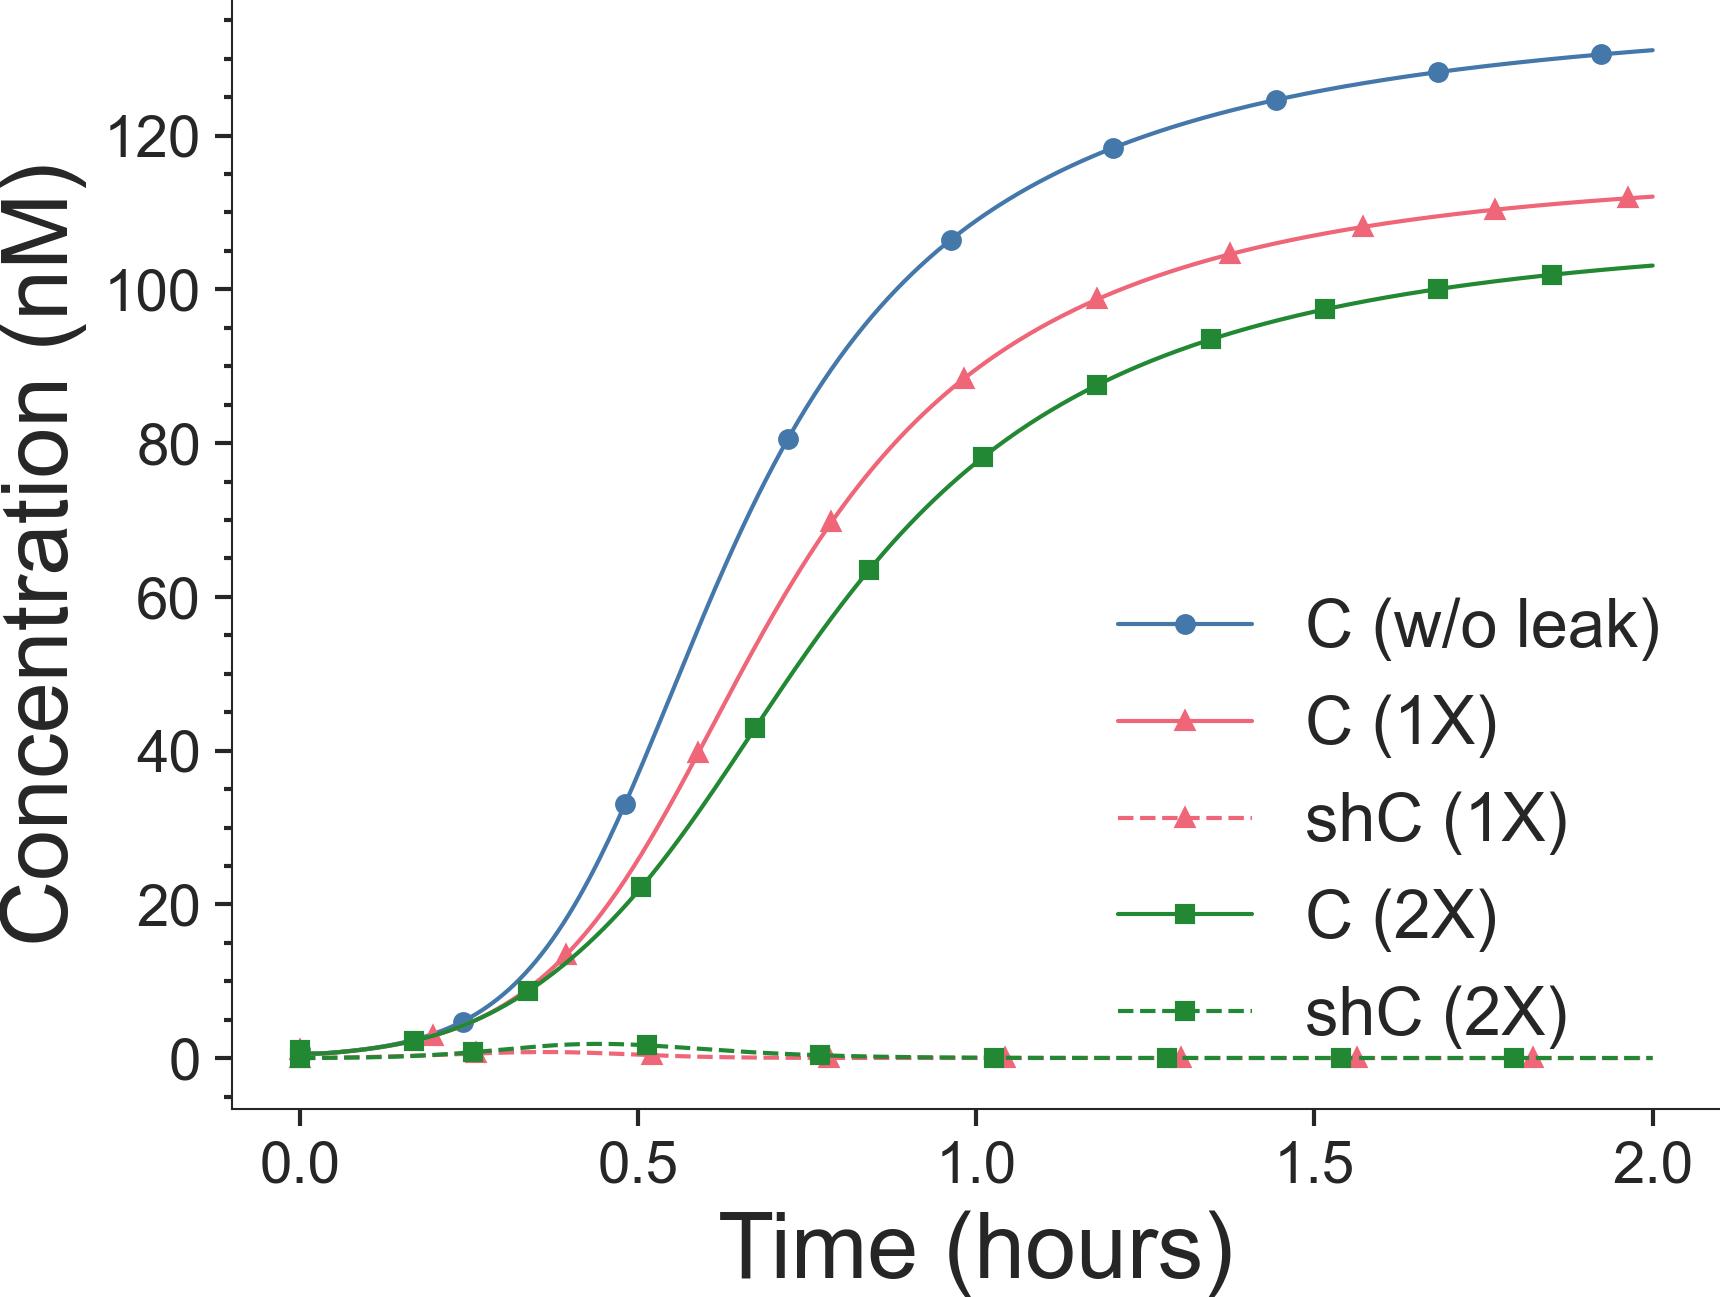 Concentration (nM)
120
100
80
60
40
20
0
C (w/o leak)
C (1X)
shC (1X)
C (2X)
shC (2X)
0.0 0.5 1.0 1.5 2.0
Time (hours)